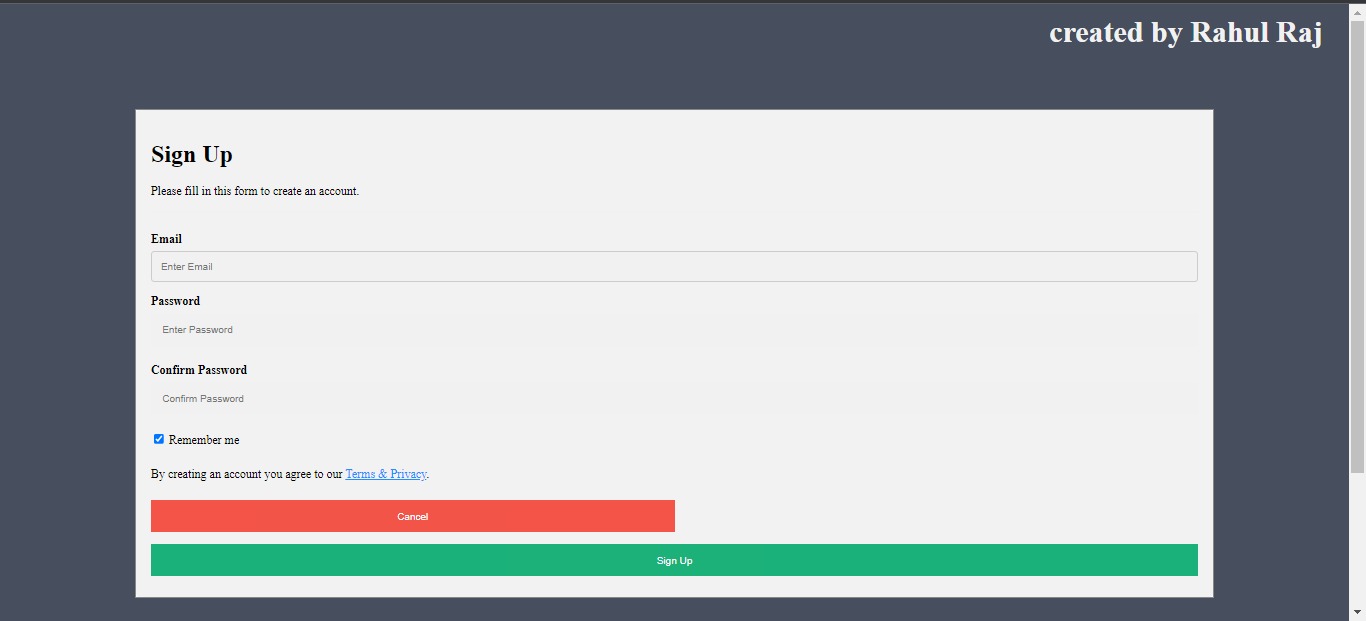 created by Rahul Raj
Sign Up
Please fill in this form to create an account.
Email
Enter Email
Password
Enter Password
Confirm Password
Confirm Password
Remember me
By creating an account you agree to our Terms & Privacy.
Cancel
Sign Up